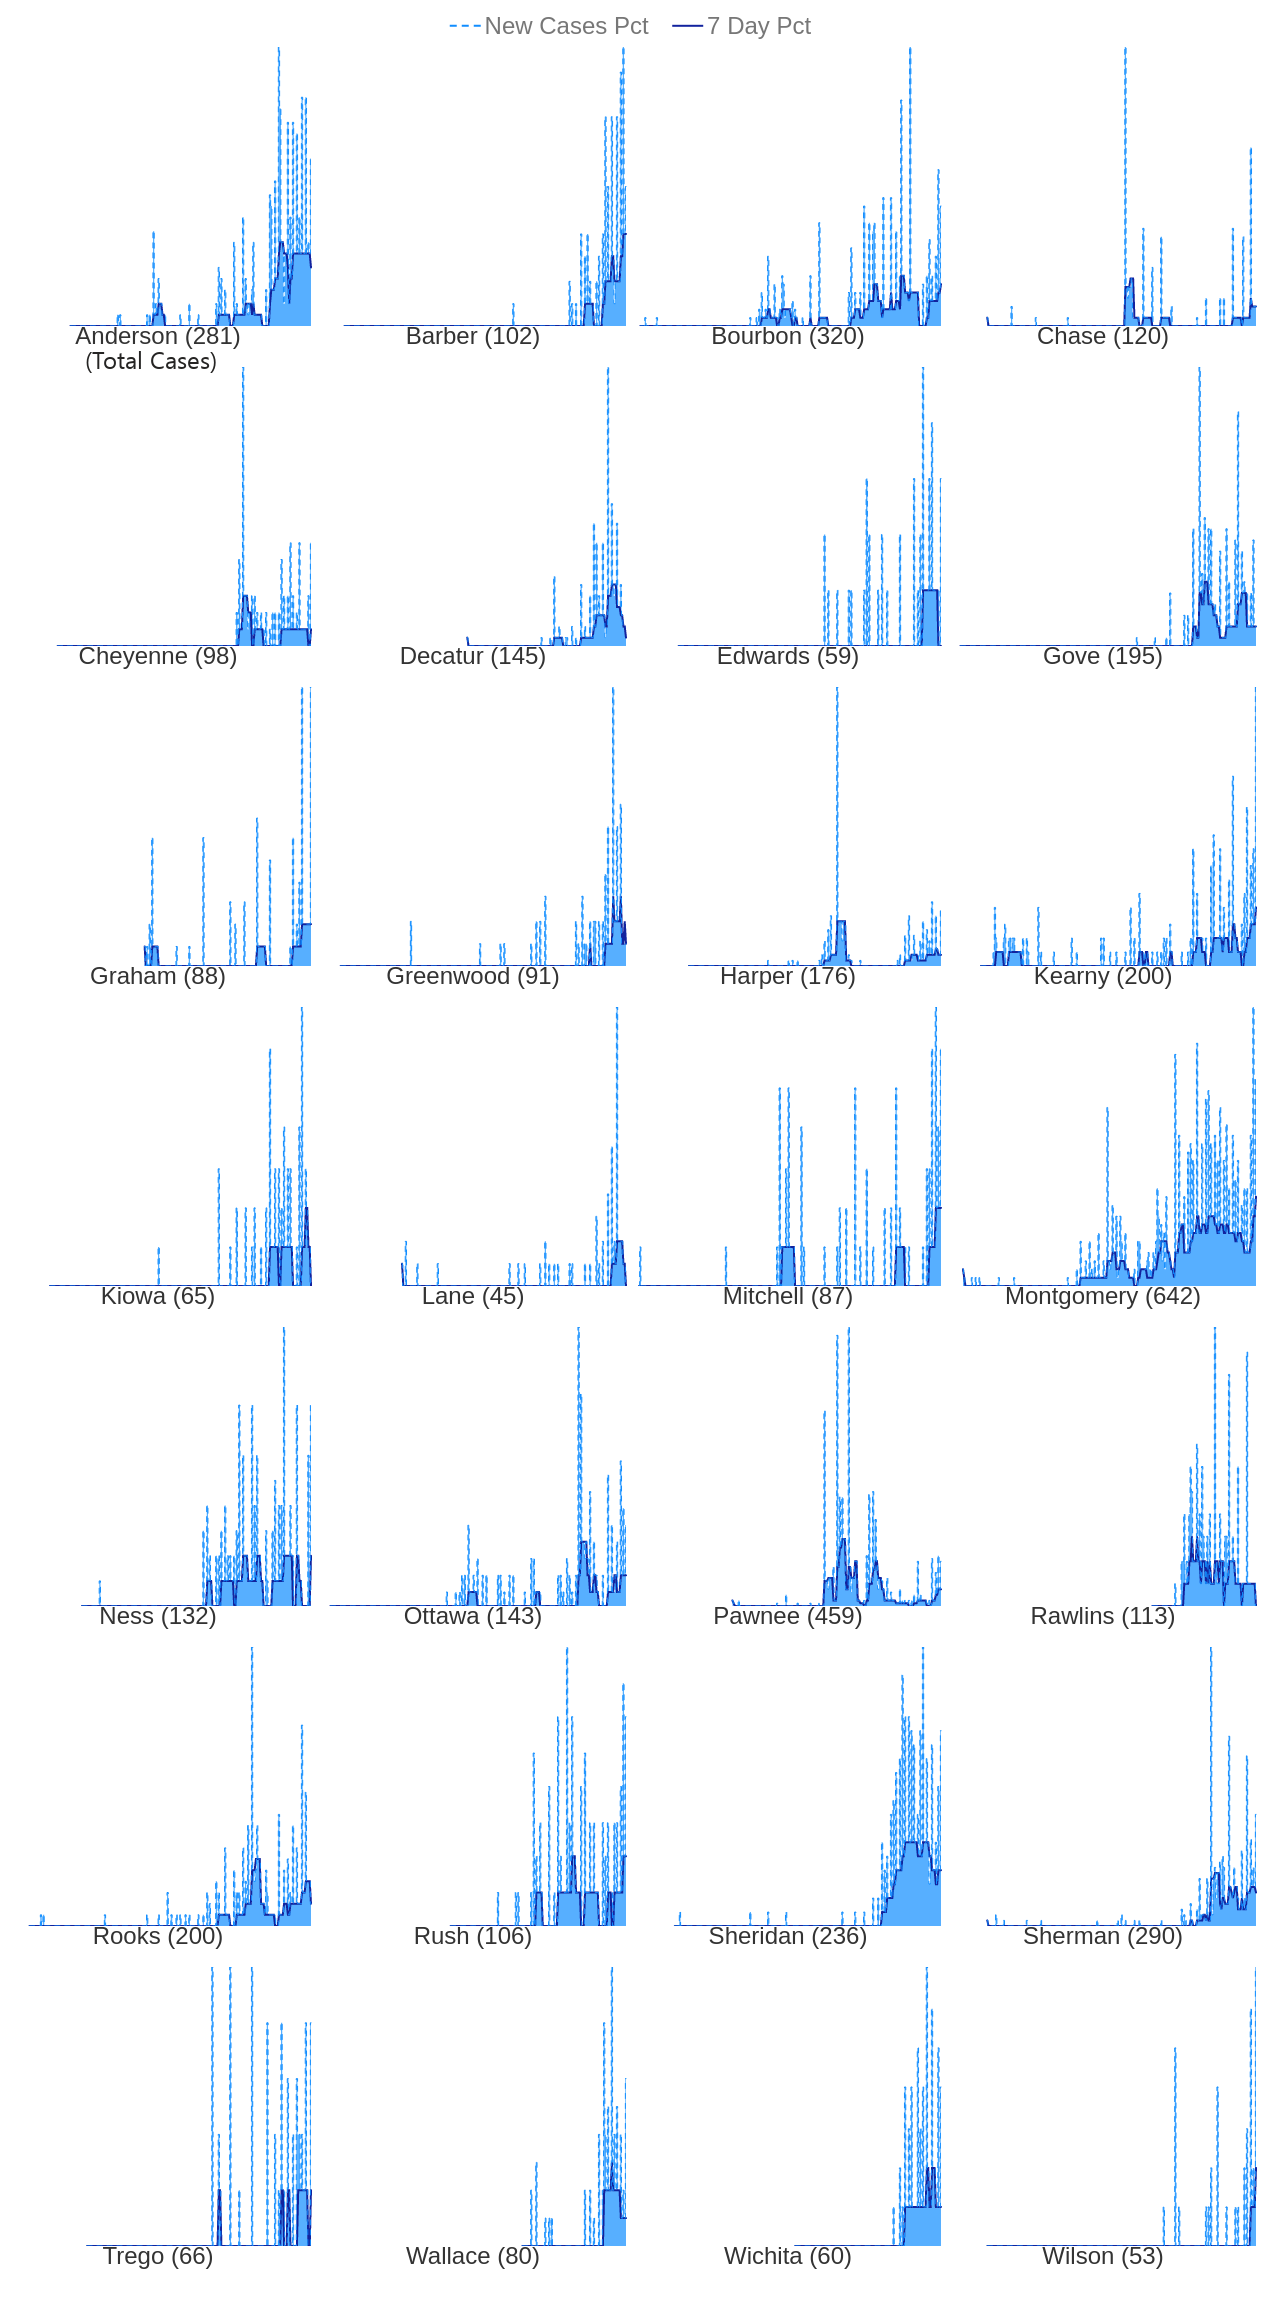 New Cases Pct 7 Day Pct
Anderson (281) Barber (102) Bourbon (320) Chase (120)
(Total Cases)
Cheyenne (98) Decatur (145) Edwards (59) Gove (195)
Graham (88) Greenwood (91) Harper (176) Kearny (200)
Kiowa (65) Lane (45) Mitchell (87) Montgomery (642)
Ness (132) Ottawa (143) Pawnee (459) Rawlins (113)
Rooks (200) Rush (106) Sheridan (236) Sherman (290)
Trego (66) Wallace (80) Wichita (60) Wilson (53)